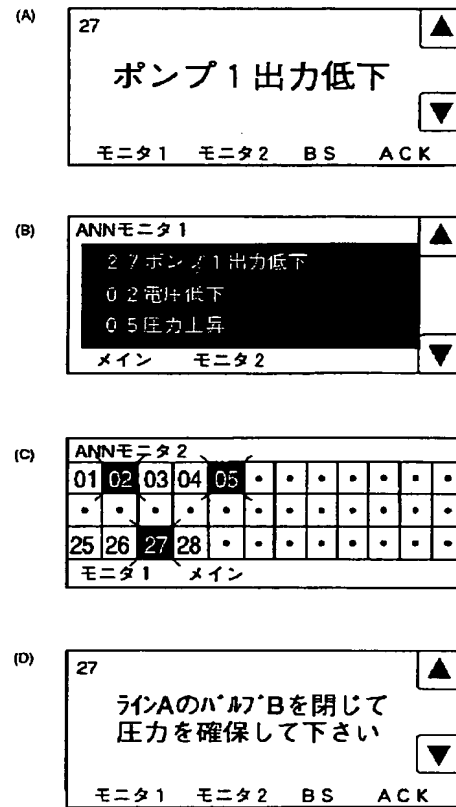 (A)
27
ポンプ1出力低下
モニタ1 モニタ2 BS ACK
(B)
ANNモニタ1
27ポンプ1出力低下
02電圧低下
05圧力上昇
メイン モニタ2
(C)
ANNモニタ2
01 02 03 04 05 • • • • • • •
• • • • • • • • • • • •
25 26 27 28 • • • • • • • •
モニタ1 メイン
(D)
27
ラインAのバルブBを閉じて
圧力を確保して下さい
モニタ1 モニタ2 BS ACK